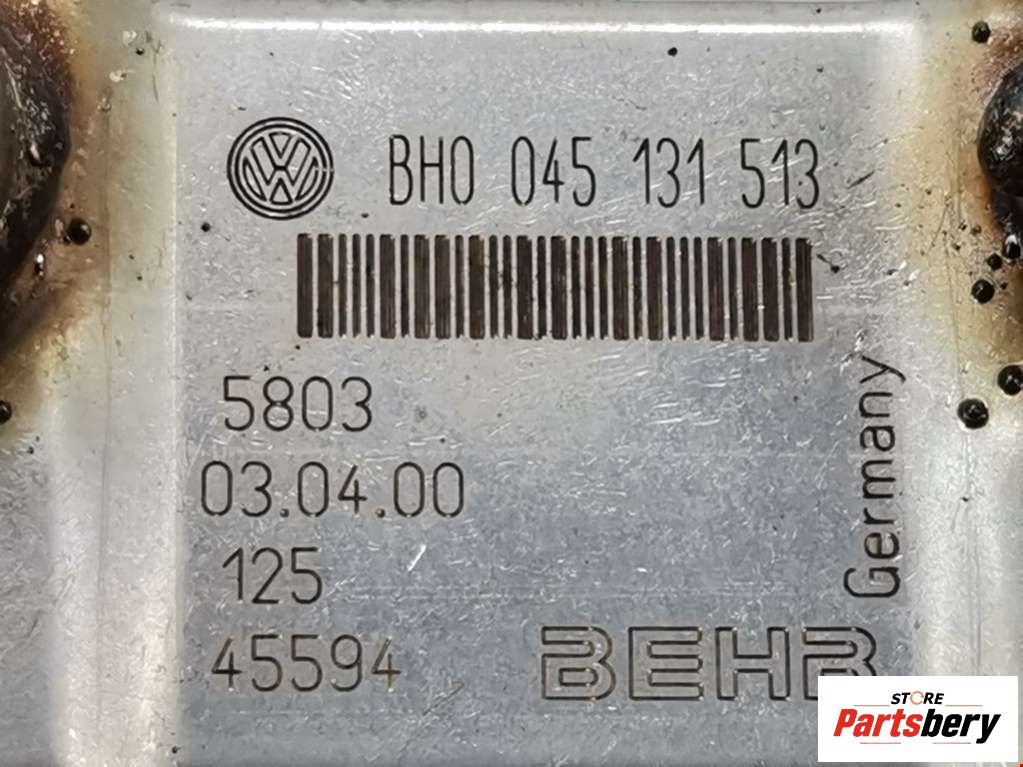 BH0 045 131 513
5803
03.04.00
125
45594
Germany
BEHR
STORE
Partsbery